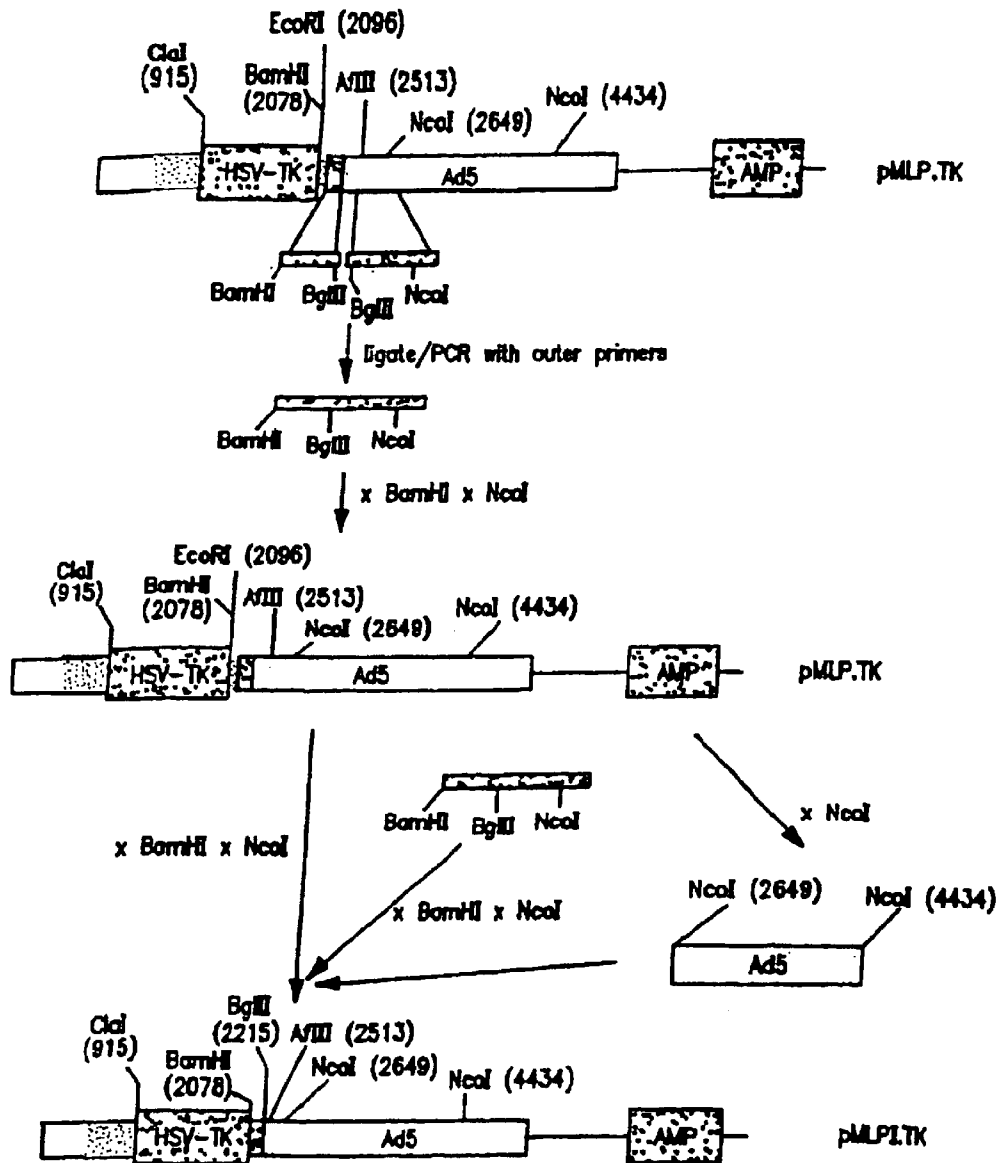 EcoRI (2096)
ClaI
(915)
BamHI
(2078)
AflII (2513)
NcoI (2649)
NcoI (4434)
HSV-TK
Ad5
AMP
pMLP.TK
BamHI
BglII
BglII
NcoI
ligate/PCR with outer primers
BamHI
BglII
NcoI
x BamHI x NcoI
EcoRI (2096)
ClaI
(915)
BamHI
(2078)
AflII (2513)
NcoI (2649)
NcoI (4434)
HSV-TK
Ad5
AMP
pMLP.TK
BamHI
BglII
NcoI
x BamHI x NcoI
x BamHI x NcoI
x NcoI
NcoI (2649)
NcoI (4434)
Ad5
BglII
(2215)
AflII (2513)
ClaI
(915)
BamHI
(2078)
NcoI (2649)
NcoI (4434)
HSV-TK
Ad5
AMP
pMLPI.TK